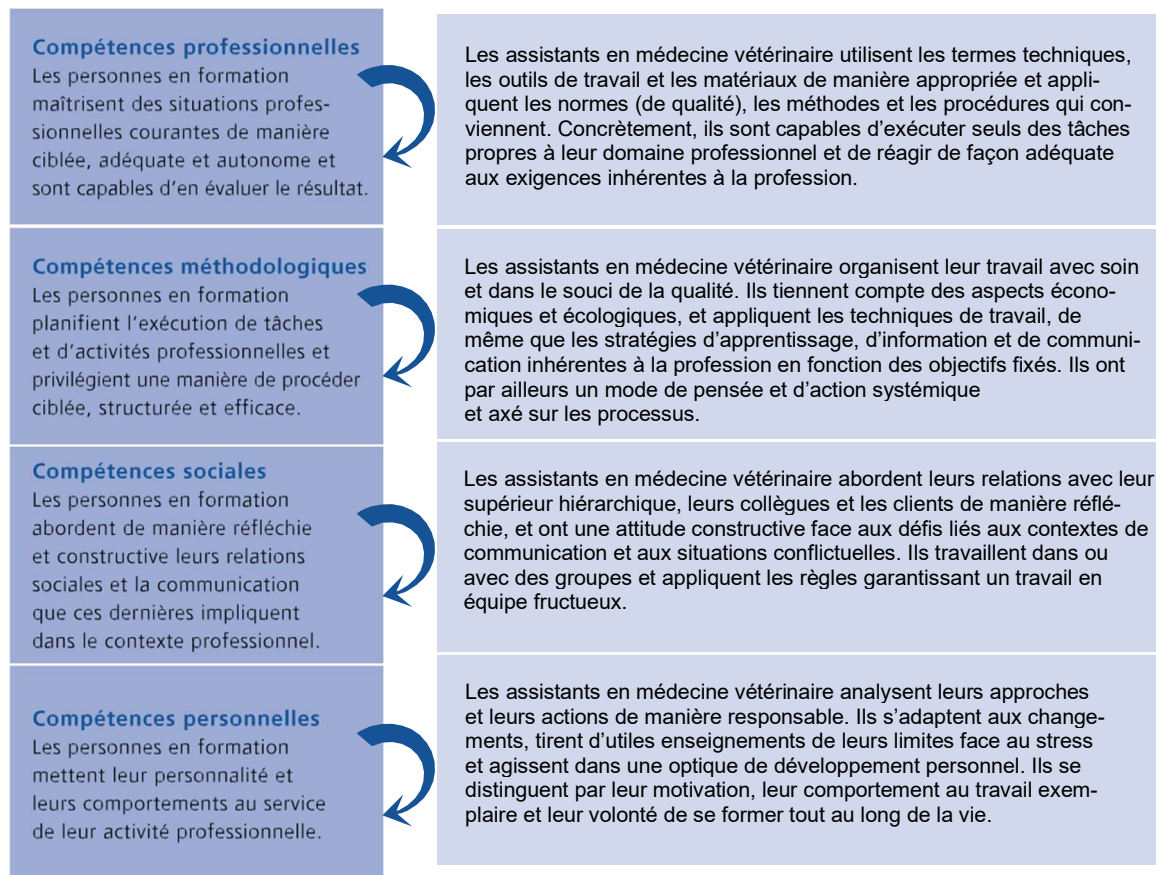 Compétences professionnelles
Les personnes en formation
maîtrisent des situations profes-
sionnelles courantes de manière
ciblée, adéquate et autonome et
sont capables d'en évaluer le résultat.
Les assistants en médecine vétérinaire utilisent les termes techniques,
les outils de travail et les matériaux de manière appropriée et appli-
quent les normes (de qualité), les méthodes et les procédures qui con-
viennent. Concrètement, ils sont capables d'exécuter seuls des tâches
propres à leur domaine professionnel et de réagir de façon adéquate
aux exigences inhérentes à la profession.
Compétences méthodologiques
Les personnes en formation
planifient l'exécution de tâches
et d'activités professionnelles et
privilégient une manière de procéder
ciblée, structurée et efficace.
Les assistants en médecine vétérinaire organisent leur travail avec soin
et dans le souci de la qualité. Ils tiennent compte des aspects écono-
miques et écologiques, et appliquent les techniques de travail, de
même que les stratégies d'apprentissage, d'information et de communi-
cation inhérentes à la profession en fonction des objectifs fixés. Ils ont
par ailleurs un mode de pensée et d'action systémique
et axé sur les processus.
Compétences sociales
Les personnes en formation
abordent de manière réfléchie
et constructive leurs relations
sociales et la communication
que ces dernières impliquent
dans le contexte professionnel.
Les assistants en médecine vétérinaire abordent leurs relations avec leur
supérieur hiérarchique, leurs collègues et les clients de manière réflé-
chie, et ont une attitude constructive face aux défis liés aux contextes de
communication et aux situations conflictuelles. Ils travaillent dans ou
avec des groupes et appliquent les règles garantissant un travail en
équipe fructueux.
Compétences personnelles
Les personnes en formation
mettent leur personnalité et
leurs comportements au service
de leur activité professionnelle.
Les assistants en médecine vétérinaire analysent leurs approches
et leurs actions de manière responsable. Ils s'adaptent aux change-
ments, tirent d'utiles enseignements de leurs limites face au stress
et agissent dans une optique de développement personnel. Ils se
distinguent par leur motivation, leur comportement au travail exem-
plaire et leur volonté de se former tout au long de la vie.